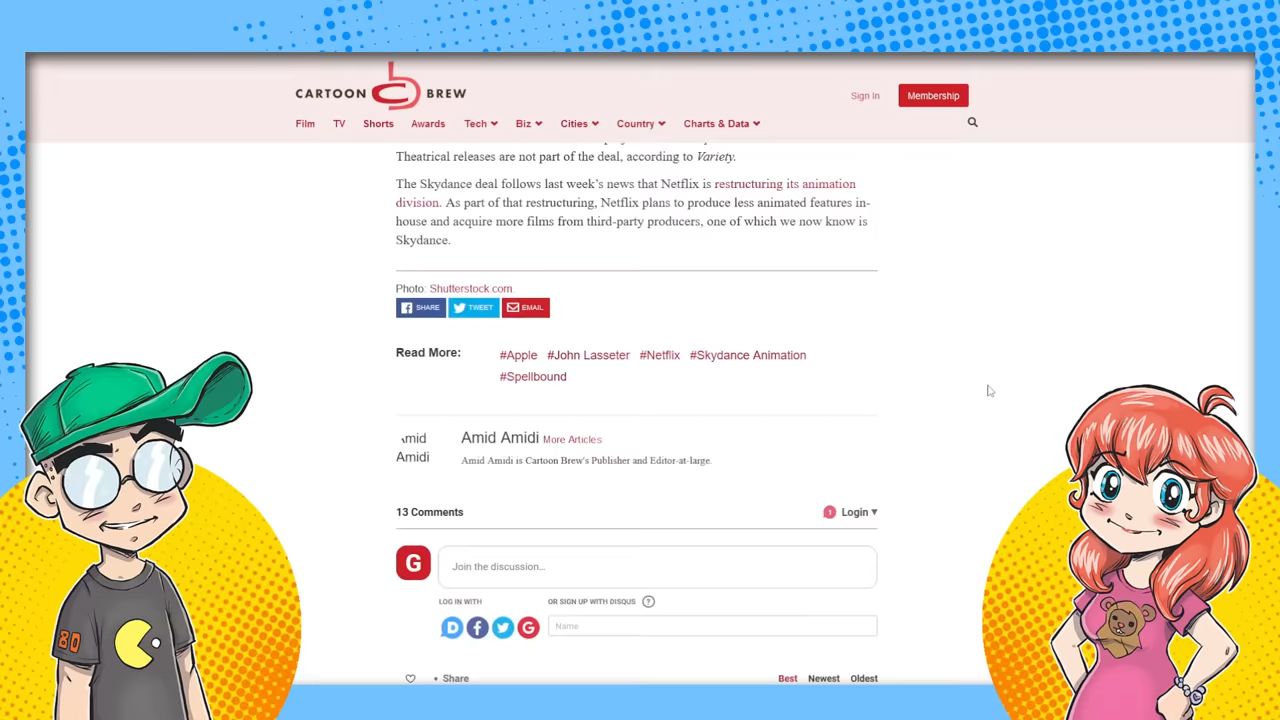 CARTOON BREW
Sign In
Membership
Film TV Shorts Awards Tech Biz Cities Country Charts & Data
Theatrical releases are not part of the deal, according to Variety.
The Skydance deal follows last week's news that Netflix is restructuring its animation
division. As part of that restructuring, Netflix plans to produce less animated features in-
house and acquire more films from third-party producers, one of which we now know is
Skydance.
Photo: Shutterstock.com
SHARE TWEET EMAIL
Read More: #Apple #John Lasseter #Netflix #Skydance Animation
#Spellbound
Amid Amidi More Articles
Amidi
Amid Amidi is Cartoon Brew's Publisher and Editor-at-large.
13 Comments
1 Login
G
Join the discussion...
LOG IN WITH
OR SIGN UP WITH DISQUS ?
D f G
Name
• Share
Best Newest Oldest
80